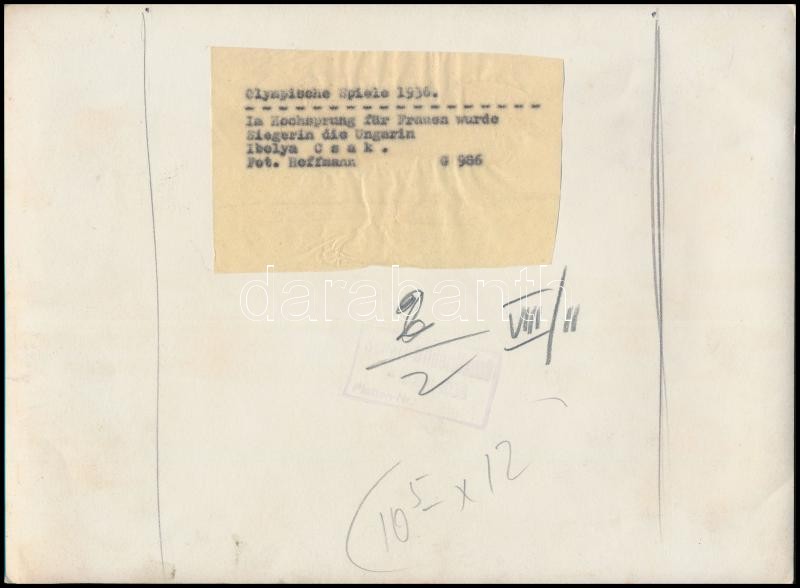 Olympische Spiele 1936.
Im Hochsprung für Frauen wurde
Siegerin die Ungarin
Ibolya C s a k .
Fot. Hoffmann G 986
darabanth
2
VIII/II
10⁵ x 12